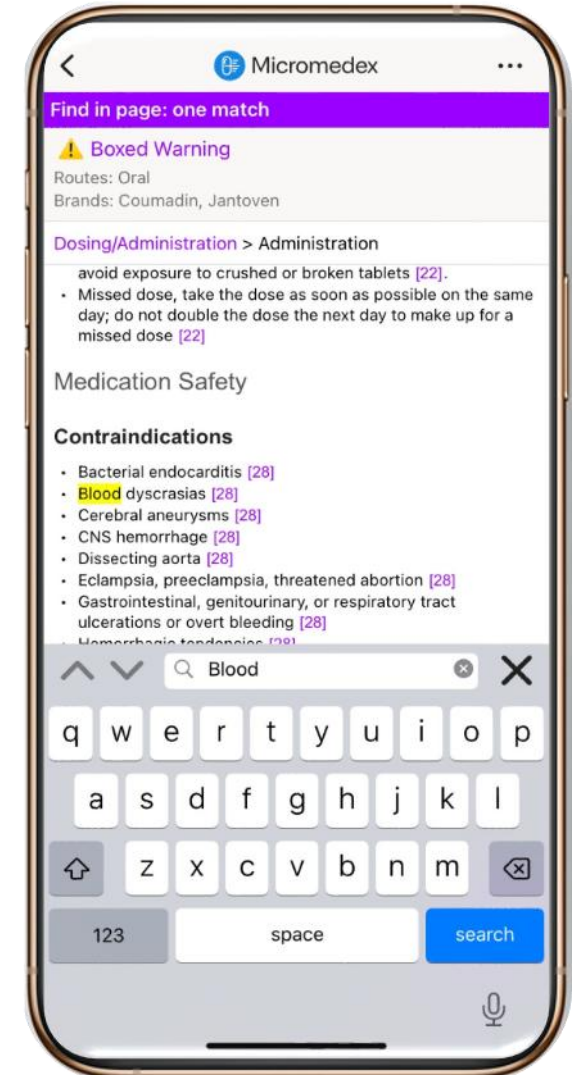 Micromedex
Find in page: one match
Boxed Warning
Routes: Oral
Brands: Coumadin, Jantoven
Dosing/Administration > Administration
avoid exposure to crushed or broken tablets [22].
• Missed dose, take the dose as soon as possible on the same
day; do not double the dose the next day to make up for a
missed dose [22]
Medication Safety
Contraindications
• Bacterial endocarditis [28]
• Blood dyscrasias [28]
• Cerebral aneurysms [28]
• CNS hemorrhage [28]
• Dissecting aorta [28]
• Eclampsia, preeclampsia, threatened abortion [28]
• Gastrointestinal, genitourinary, or respiratory tract
ulcerations or overt bleeding [28]
• Hemorrhagic tendencies [28]
Blood
q w e r t y u i o p
a s d f g h j k l
z x c v b n m
123 space search